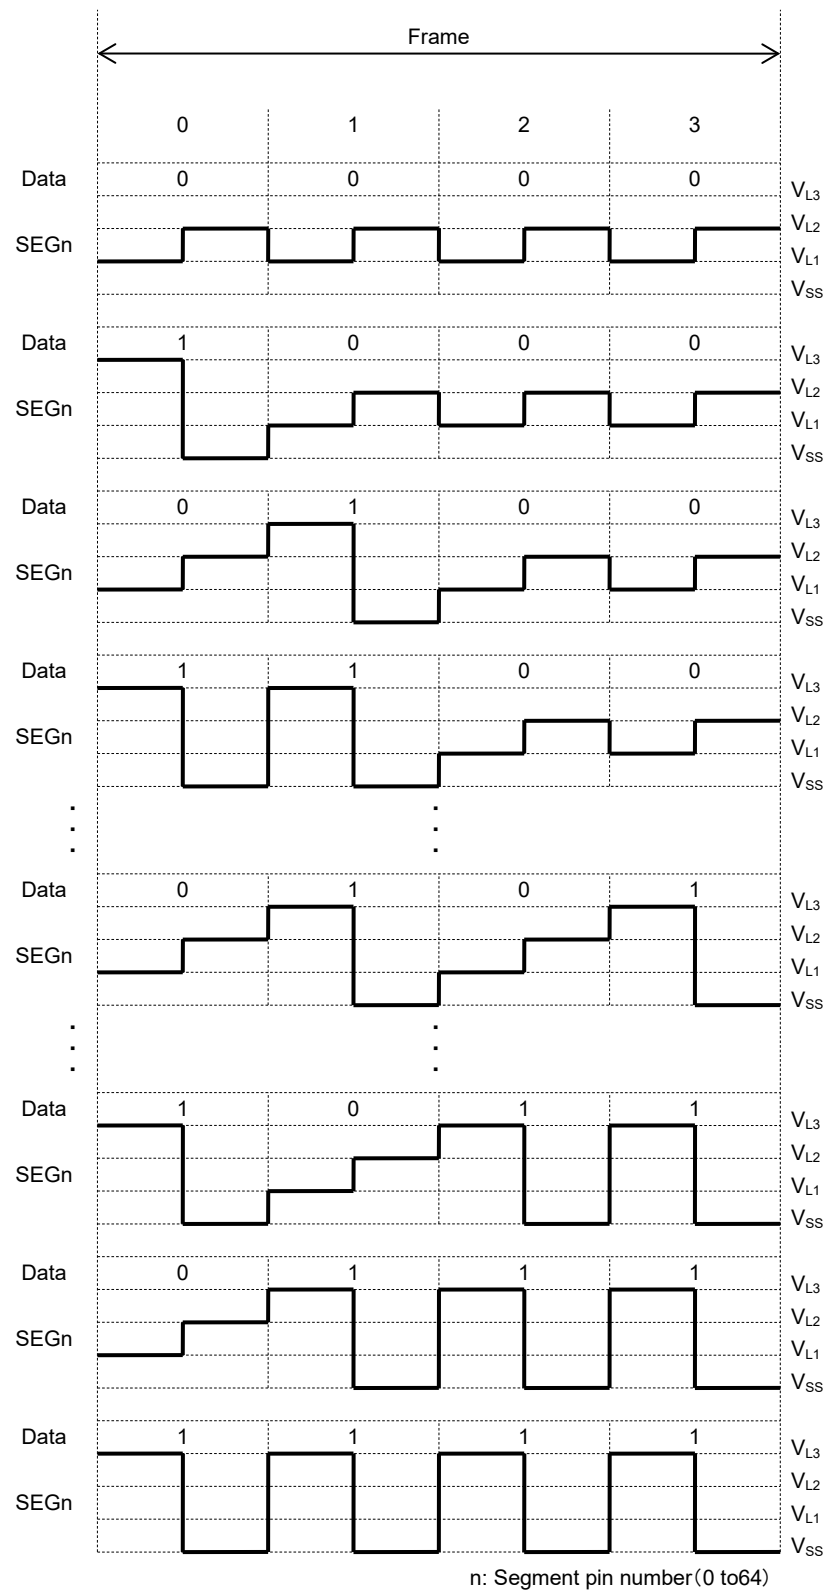 Frame
0 1 2 3
Data 0 0 0 0
VL3
VL2
SEGn
VL1
VSS
Data 1 0 0 0
VL3
VL2
SEGn
VL1
VSS
Data 0 1 0 0
VL3
VL2
SEGn
VL1
VSS
Data 1 1 0 0
VL3
VL2
SEGn
VL1
VSS
Data 0 1 0 1
VL3
VL2
SEGn
VL1
VSS
Data 1 0 1 1
VL3
VL2
SEGn
VL1
VSS
Data 0 1 1 1
VL3
VL2
SEGn
VL1
VSS
Data 1 1 1 1
VL3
VL2
SEGn
VL1
VSS
n: Segment pin number(0 to64)